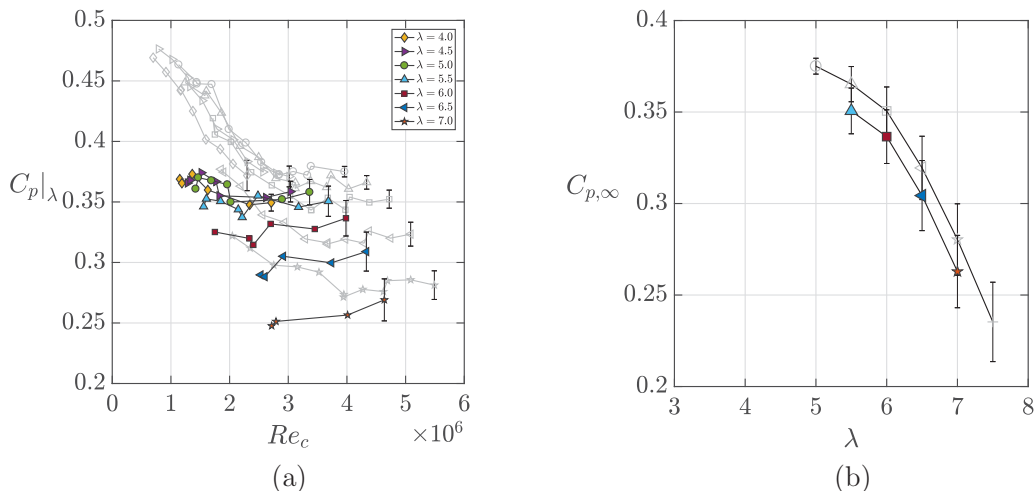 0.5
0.45
0.4
0.35
0.3
0.25
0.2
C_p|_λ
0 1 2 3 4 5 6
Re_c ×10^6
λ = 4.0
λ = 4.5
λ = 5.0
λ = 5.5
λ = 6.0
λ = 6.5
λ = 7.0
(a)
0.4
0.35
0.3
0.25
0.2
C_{p,∞}
3 4 5 6 7 8
λ
(b)